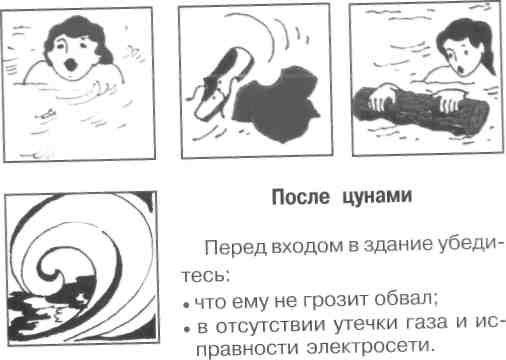 После цунами
Перед входом в здание убеди-
тесь:
• что ему не грозит обвал;
• в отсутствии утечки газа и ис-
правности электросети.